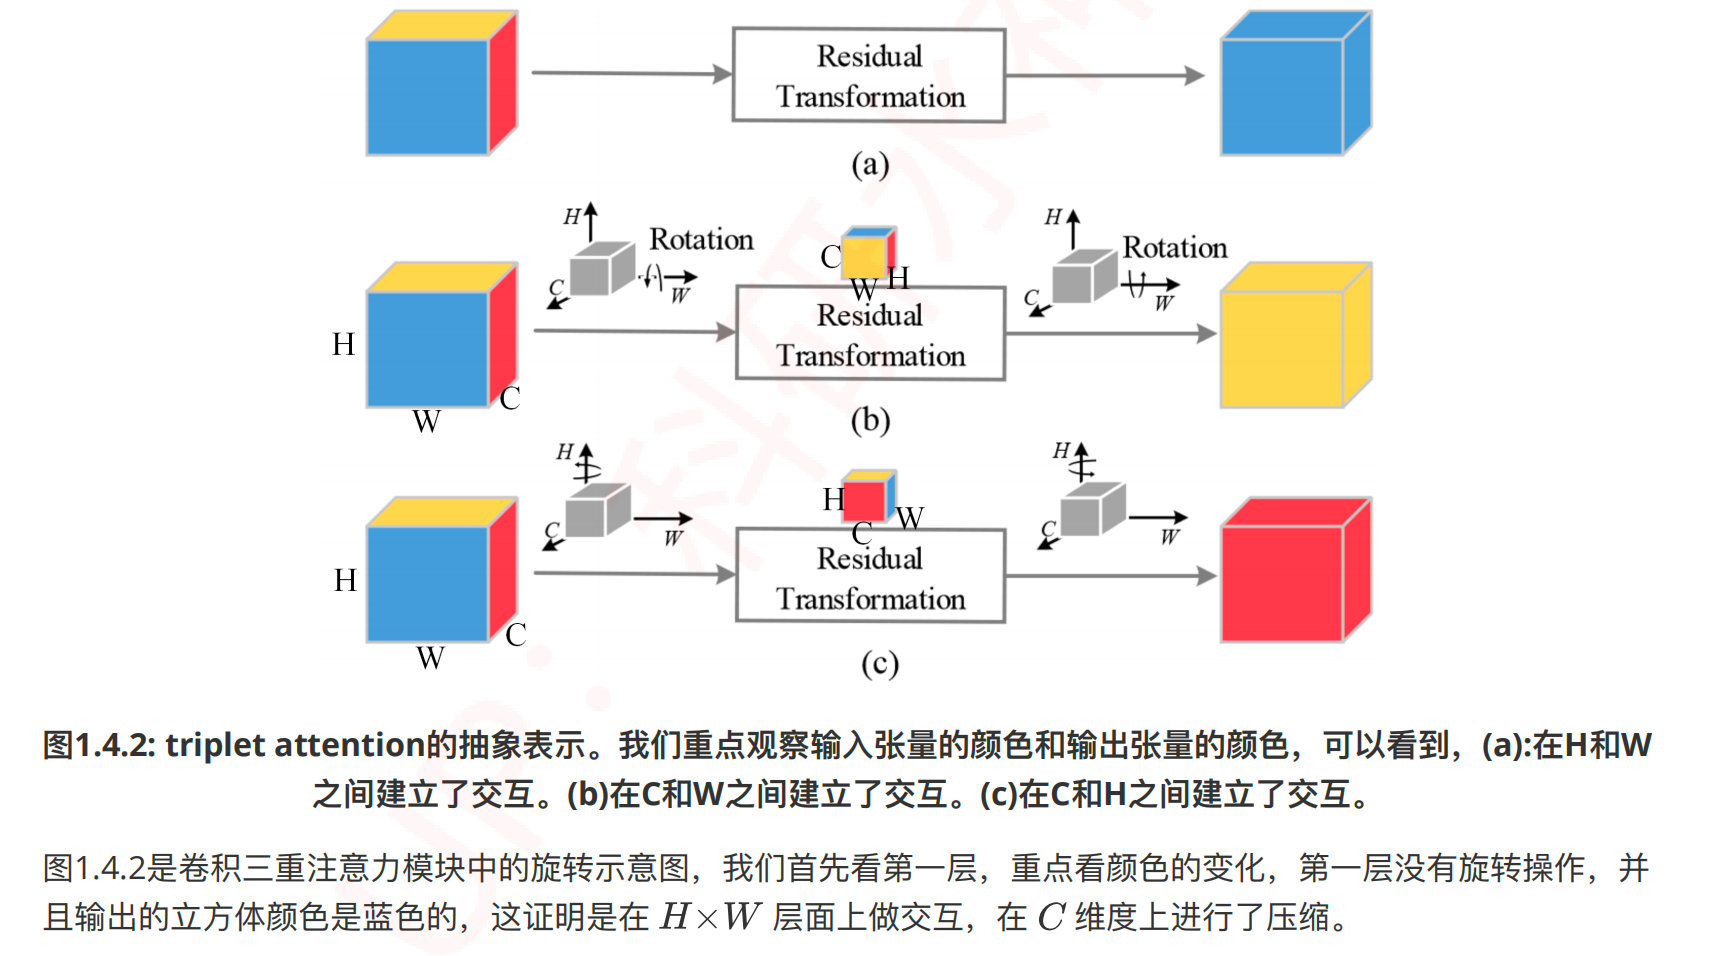 Residual
Transformation
(a)
H
Rotation
C
W
C
W
H
H
Rotation
C
W
H
W
C
Residual
Transformation
(b)
H
C
W
H
C
W
H
C
W
H
W
C
Residual
Transformation
(c)
图1.4.2: triplet attention的抽象表示。我们重点观察输入张量的颜色和输出张量的颜色，可以看到，(a):在H和W
之间建立了交互。(b)在C和W之间建立了交互。(c)在C和H之间建立了交互。
图1.4.2是卷积三重注意力模块中的旋转示意图，我们首先看第一层，重点看颜色的变化，第一层没有旋转操作，并
且输出的立方体颜色是蓝色的，这证明是在 H×W 层面上做交互，在 C 维度上进行了压缩。